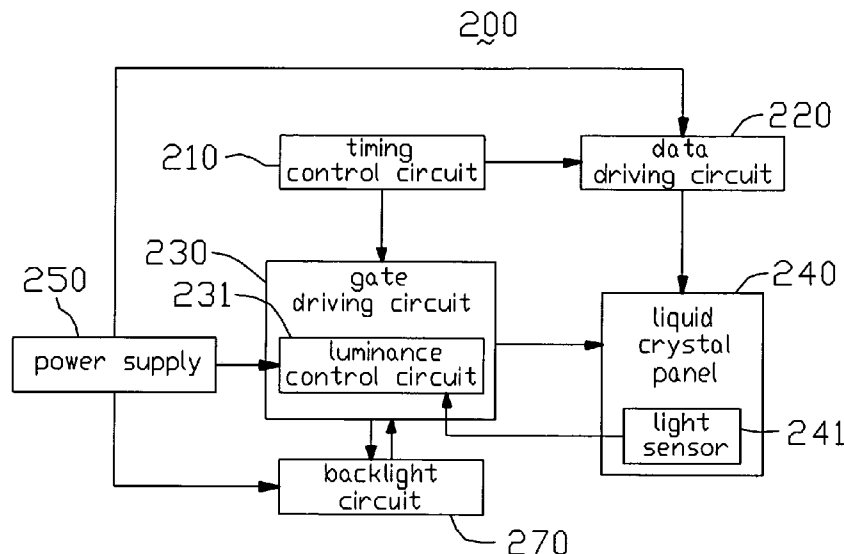 200
210
timing
control circuit
data
driving circuit
220
230
gate
driving circuit
231
luminance
control circuit
240
liquid
crystal
panel
250
power supply
light
sensor
241
backlight
circuit
270